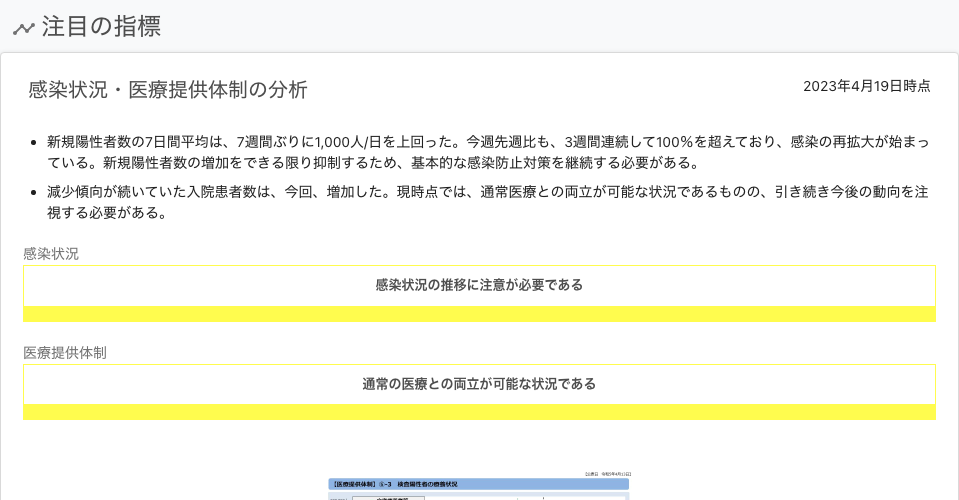 注目の指標
感染状況・医療提供体制の分析
2023年4月19日時点
新規陽性者数の7日間平均は、7週間ぶりに1,000人/日を上回った。今週先週比も、3週間連続して100%を超えており、感染の再拡大が始まっ
ている。新規陽性者数の増加をできる限り抑制するため、基本的な感染防止対策を継続する必要がある。
減少傾向が続いていた入院患者数は、今回、増加した。現時点では、通常医療との両立が可能な状況であるものの、引き続き今後の動向を注
視する必要がある。
感染状況
感染状況の推移に注意が必要である
医療提供体制
通常の医療との両立が可能な状況である
【医療提供体制】⑤-3 検査陽性者の療養状況